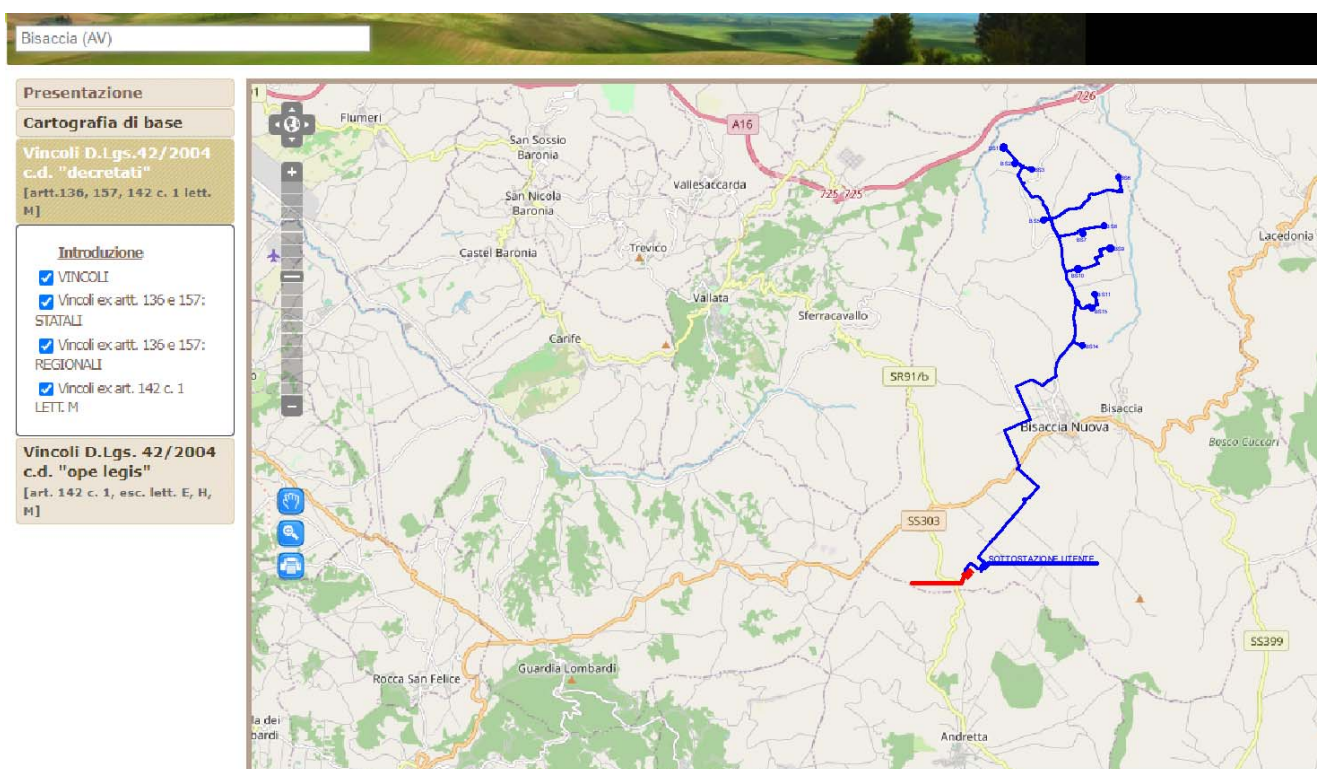 Bisaccia (AV)
Presentazione
Cartografia di base
Vincoli D.Lgs.42/2004
c.d. "decretati"
[artt.136, 157, 142 c. 1 lett.
M]
Introduzione
VINCOLI
Vincoli ex artt. 136 e 157:
STATALI
Vincoli ex artt. 136 e 157:
REGIONALI
Vincoli ex art. 142 c. 1
LETT. M
Vincoli D.Lgs. 42/2004
c.d. "ope legis"
[art. 142 c. 1, esc. lett. E, H,
M]
Flumeri
726
A16
San Sossio
Baronia
Vallesaccarda
725
725
San Nicola
Baronia
Castel Baronia
Trevico
Lacedonia
Vallata
Sferracavallo
Carife
SR91/b
Bisaccia
Bisaccia Nuova
Bosco Cuccari
SS303
SOTTOSTAZIONE UTENTE
SS399
Guardia Lombardi
Rocca San Felice
Andretta